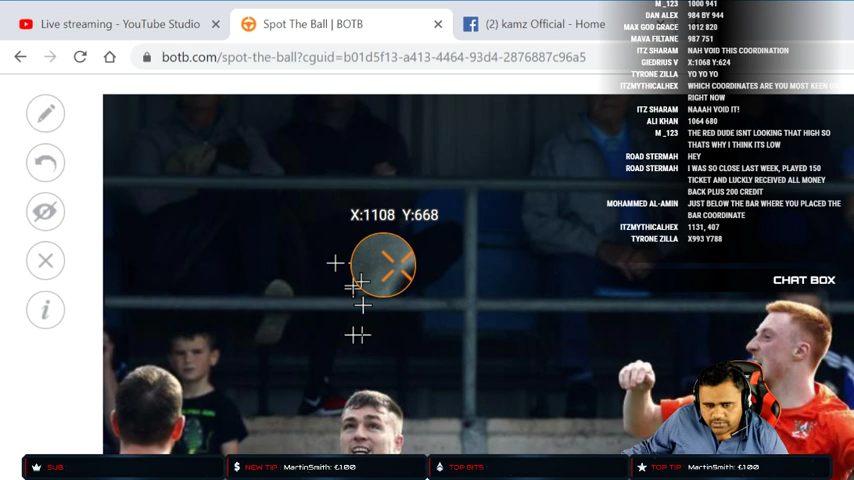 Live streaming - YouTube Studio
Spot The Ball | BOTB
(2) kamz Official - Home
botb.com/spot-the-ball?cguid=b01d5f13-a413-4464-93d4-2876887c96a5
M _123 1000 941
DAN ALEX 984 BY 944
MAX GOD GRACE 1012 820
MAVA FILTANE 987 751
ITZ SHARAM NAH VOID THIS COORDINATION
GIEDRIUS V X:1068 Y:624
TYRONE ZILLA YO YO YO
ITZMYTHICALHEX WHICH COORDINATES ARE YOU MOST KEEN ON
RIGHT NOW
ITZ SHARAM NAAAH VOID IT!
ALI KHAN 1064 680
M _123 THE RED DUDE ISNT LOOKING THAT HIGH SO
THATS WHY I THINK ITS LOW
ROAD STERMAH HEY
ROAD STERMAH I WAS SO CLOSE LAST WEEK, PLAYED 150
TICKET AND LUCKLY RECEIVED ALL MONEY
BACK PLUS 200 CREDIT
MOHAMMED AL-AMIN JUST BELOW THE BAR WHERE YOU PLACED THE
BAR COORDINATE
ITZMYTHICALHEX 1131, 407
TYRONE ZILLA X993 Y788
X:1108 Y:668
CHAT BOX
SUB
NEW TIP : MartinSmith: £1.00
TOP BITS :
TOP TIP : MartinSmith: £1.00